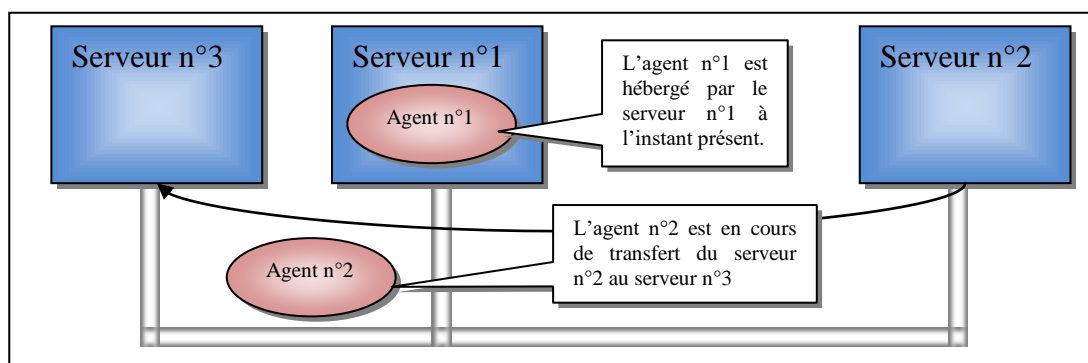 Serveur n°3
Serveur n°1
Serveur n°2
Agent n°1
L'agent n°1 est
hébergé par le
serveur n°1 à
l'instant présent.
Agent n°2
L'agent n°2 est en cours
de transfert du serveur
n°2 au serveur n°3